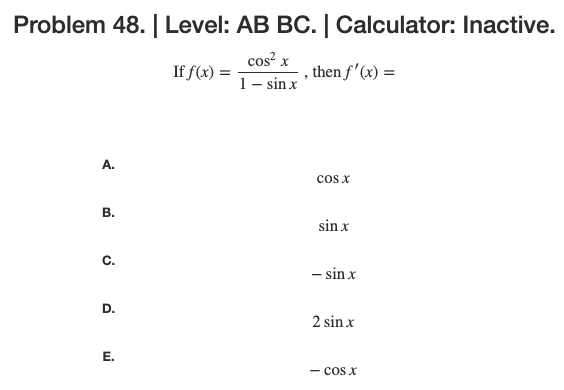 Problem 48. | Level: AB BC. | Calculator: Inactive.
If f(x) = cos² x / 1 − sin x , then f ′(x) =
A.
cos x
B.
sin x
C.
− sin x
D.
2 sin x
E.
− cos x